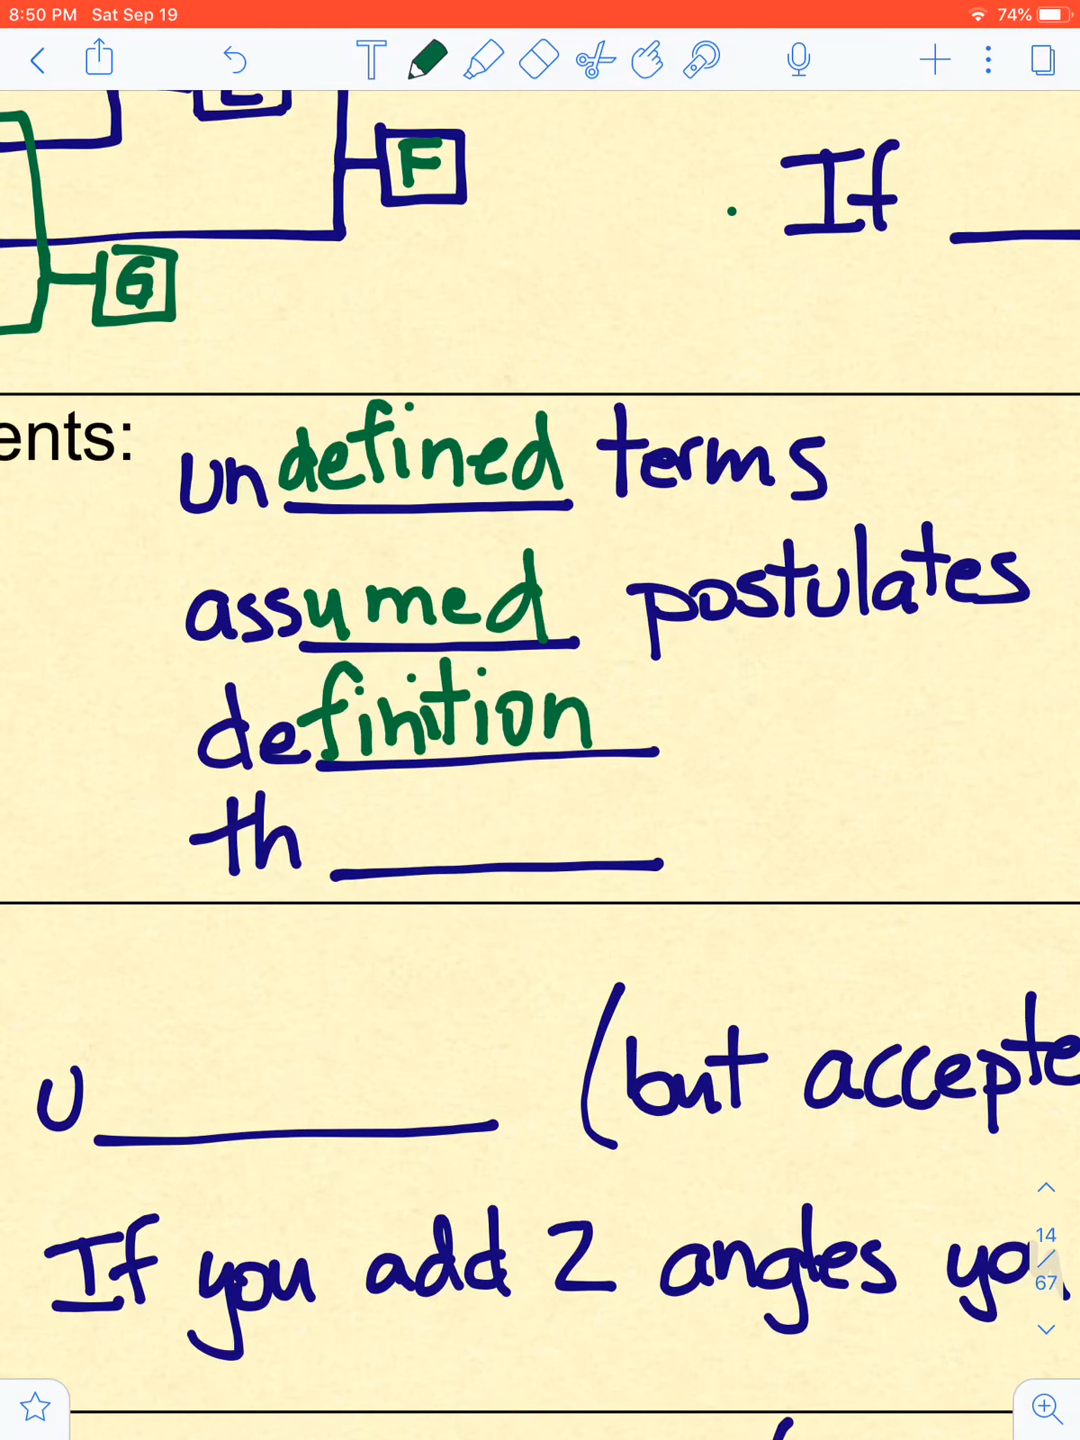 8:50 PM Sat Sep 19 74%
T
E
F
If
G
ents:
undefined terms
assumed postulates
definition
th
u (but accepte
If you add 2 angles you
14
/
67